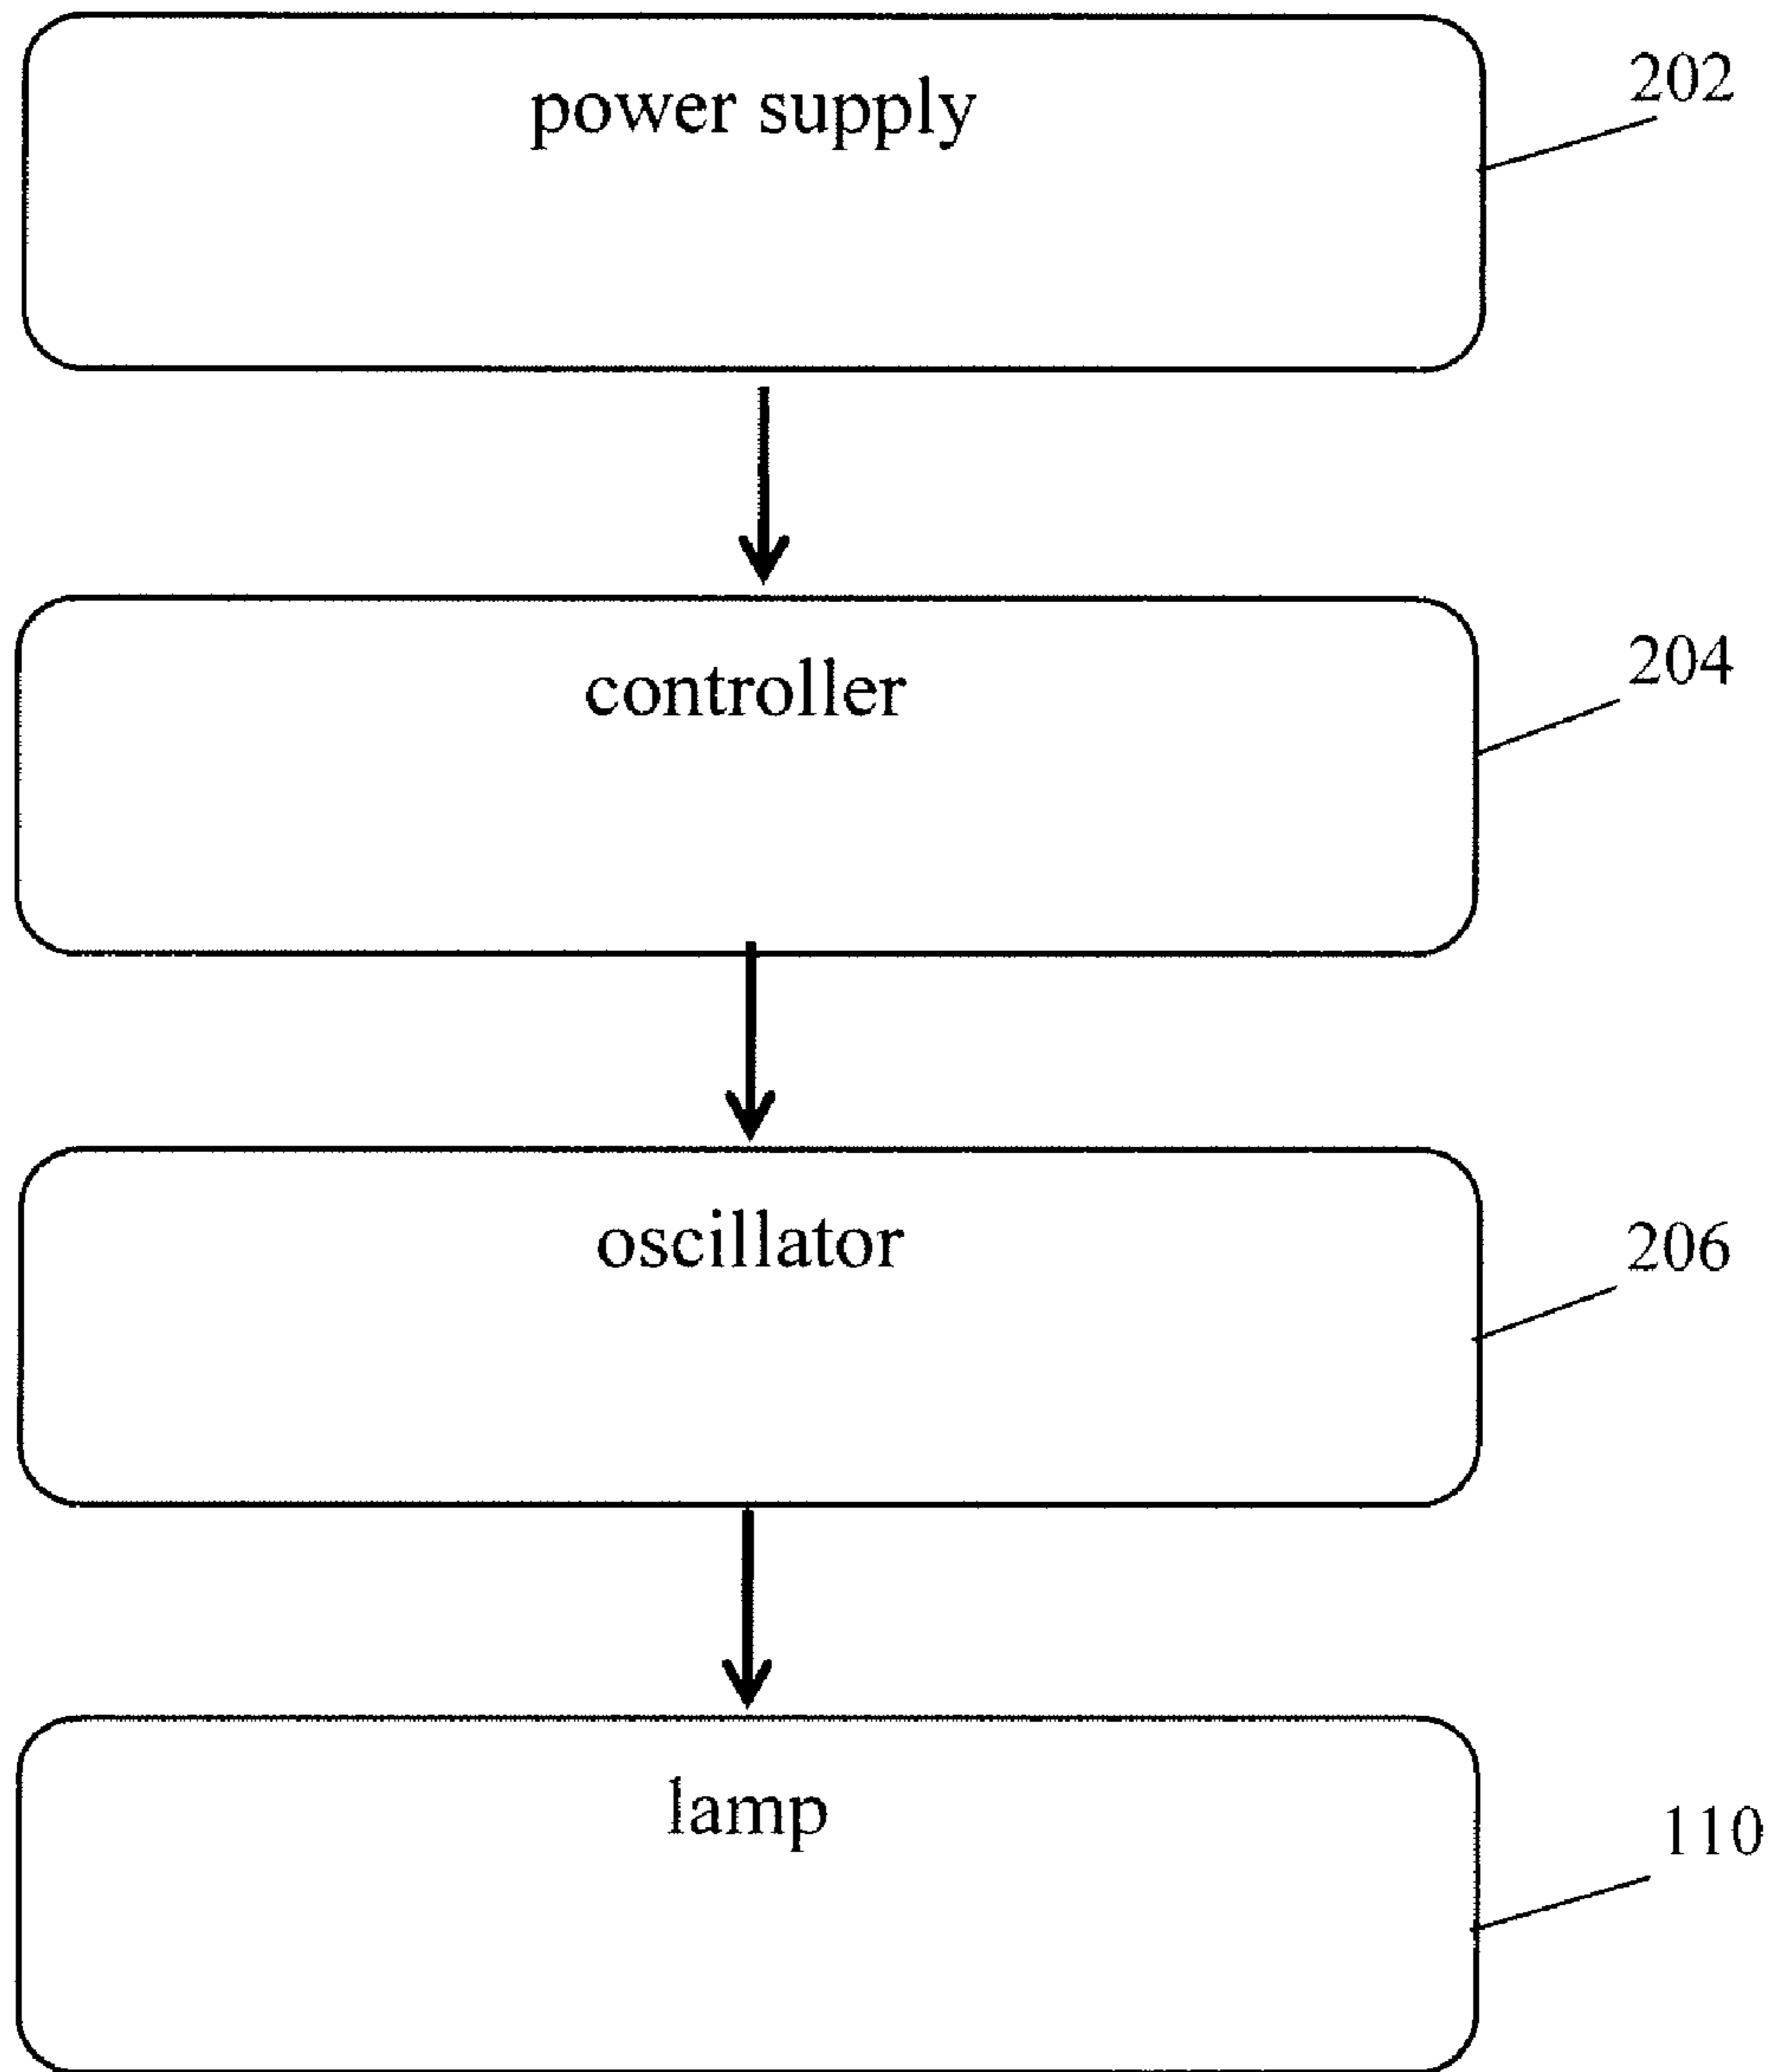 power supply
202
controller
204
oscillator
206
lamp
110